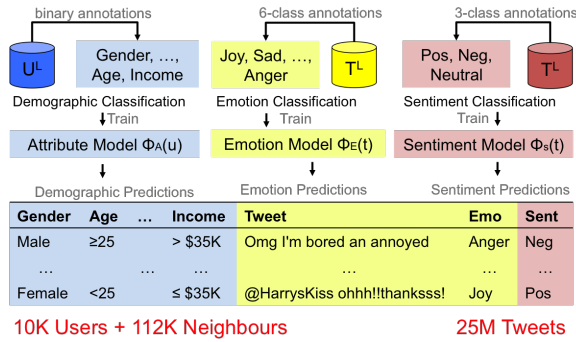 binary annotations 6-class annotations 3-class annotations
U^L Gender, ..., Joy, Sad, ..., T^L Pos, Neg, T^L
Age, Income Anger Neutral
Demographic Classification Emotion Classification Sentiment Classification
Train Train Train
Attribute Model Φ_A(u) Emotion Model Φ_E(t) Sentiment Model Φ_s(t)
Demographic Predictions Emotion Predictions Sentiment Predictions
Gender Age ... Income Tweet Emo Sent
Male ≥25 > $35K Omg I'm bored an annoyed Anger Neg
... ... ... ... ... ...
Female <25 ≤ $35K @HarrysKiss ohhh!!thanksss! Joy Pos
10K Users + 112K Neighbours 25M Tweets